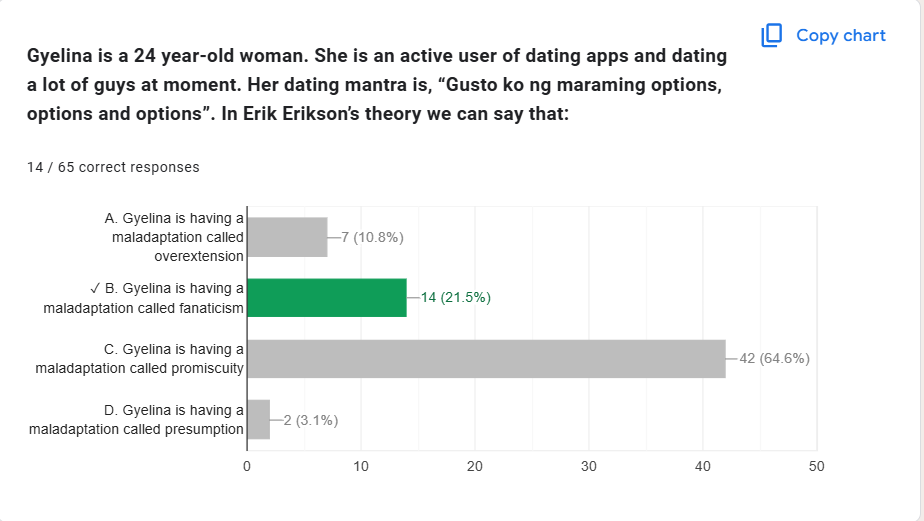 Copy chart
Gyelina is a 24 year-old woman. She is an active user of dating apps and dating
a lot of guys at moment. Her dating mantra is, “Gusto ko ng maraming options,
options and options”. In Erik Erikson’s theory we can say that:
14 / 65 correct responses
A. Gyelina is having a
maladaptation called
overextension
7 (10.8%)
✓ B. Gyelina is having a
maladaptation called fanaticism
14 (21.5%)
C. Gyelina is having a
maladaptation called promiscuity
42 (64.6%)
D. Gyelina is having a
maladaptation called presumption
2 (3.1%)
0 10 20 30 40 50